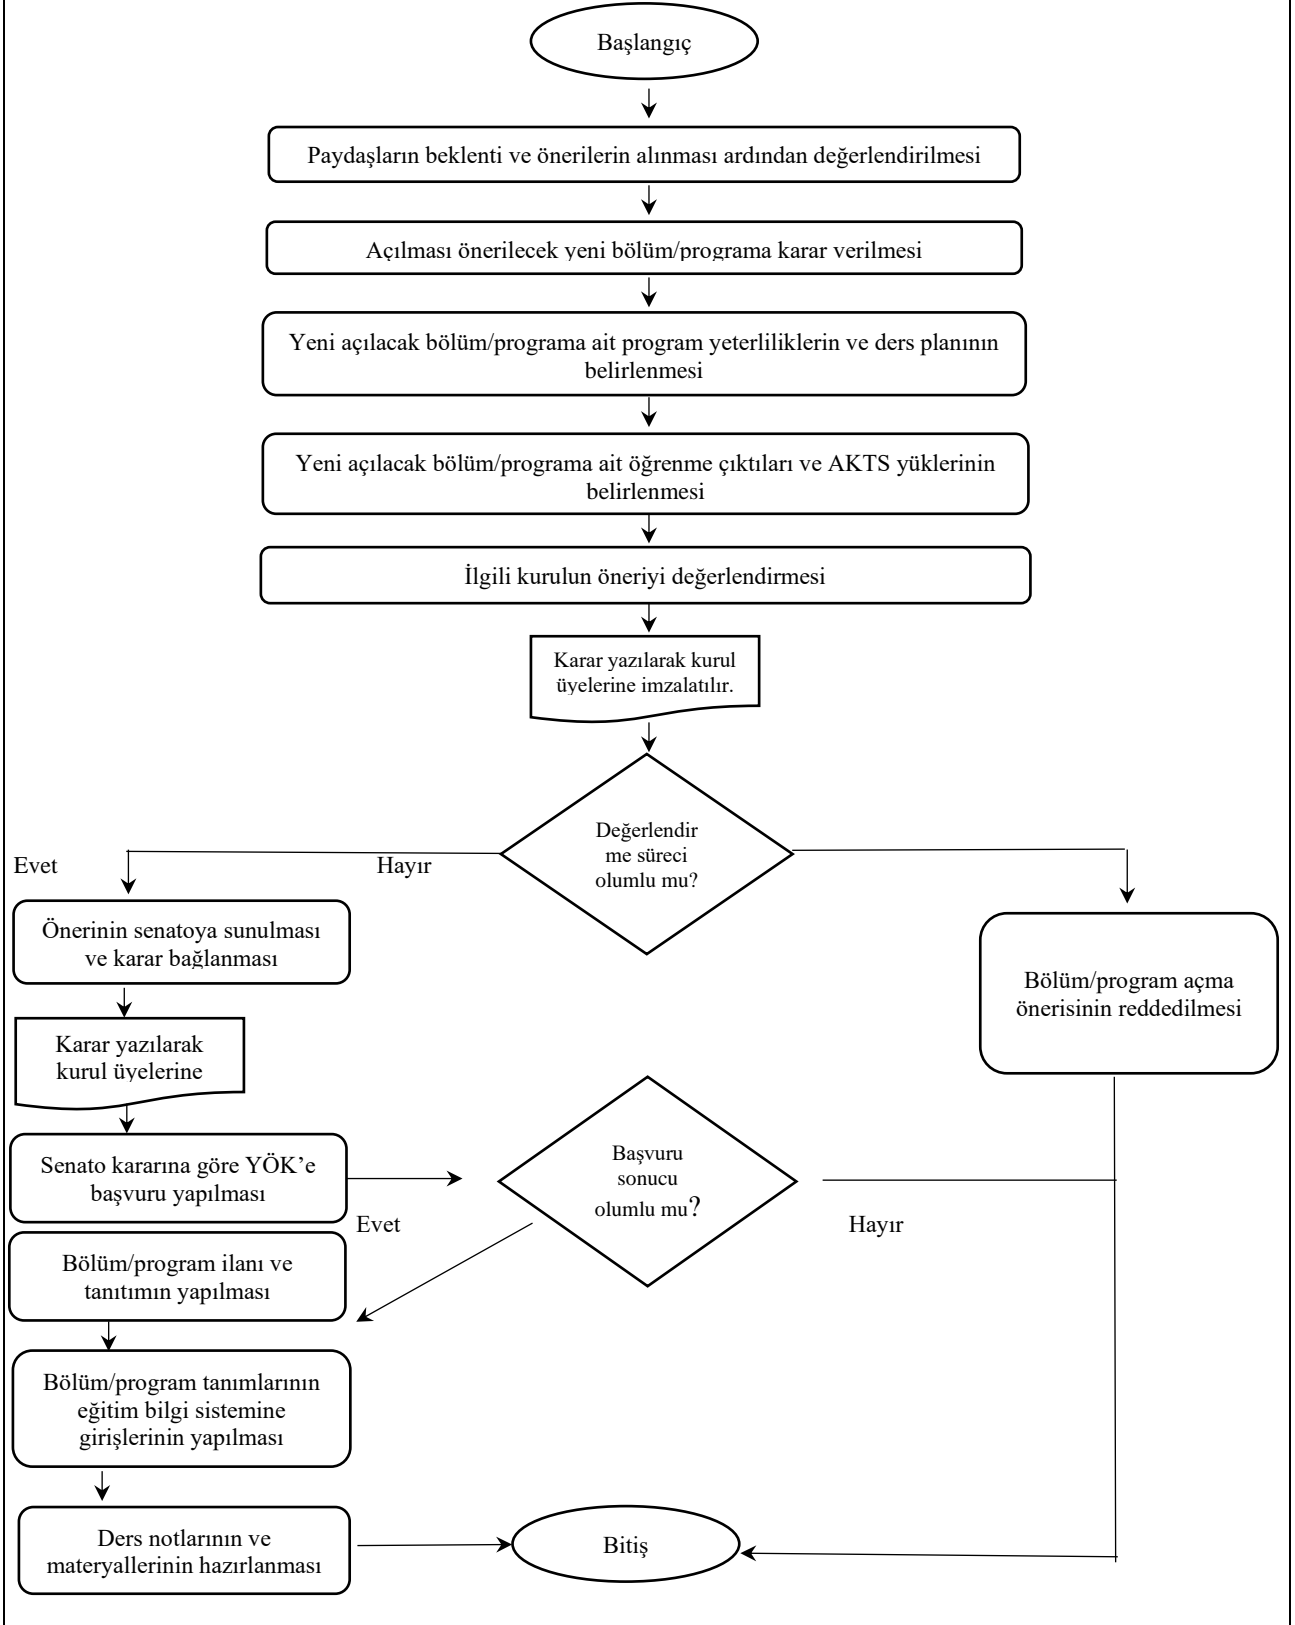 Başlangıç
Paydaşların beklenti ve önerilerin alınması ardından değerlendirilmesi
Açılması önerilecek yeni bölüm/programa karar verilmesi
Yeni açılacak bölüm/programa ait program yeterliliklerin ve ders planının
belirlenmesi
Yeni açılacak bölüm/programa ait öğrenme çıktıları ve AKTS yüklerinin
belirlenmesi
İlgili kurulun öneriyi değerlendirmesi
Karar yazılarak kurul
üyelerine imzalatılır.
Değerlendir
me süreci
olumlu mu?
Evet
Hayır
Önerinin senatoya sunulması
ve karar bağlanması
Bölüm/program açma
önerisinin reddedilmesi
Karar yazılarak
kurul üyelerine
Senato kararına göre YÖK’e
başvuru yapılması
Başvuru
sonucu
olumlu mu?
Evet
Hayır
Bölüm/program ilanı ve
tanıtımın yapılması
Bölüm/program tanımlarının
eğitim bilgi sistemine
girişlerinin yapılması
Ders notlarının ve
materyallerinin hazırlanması
Bitiş